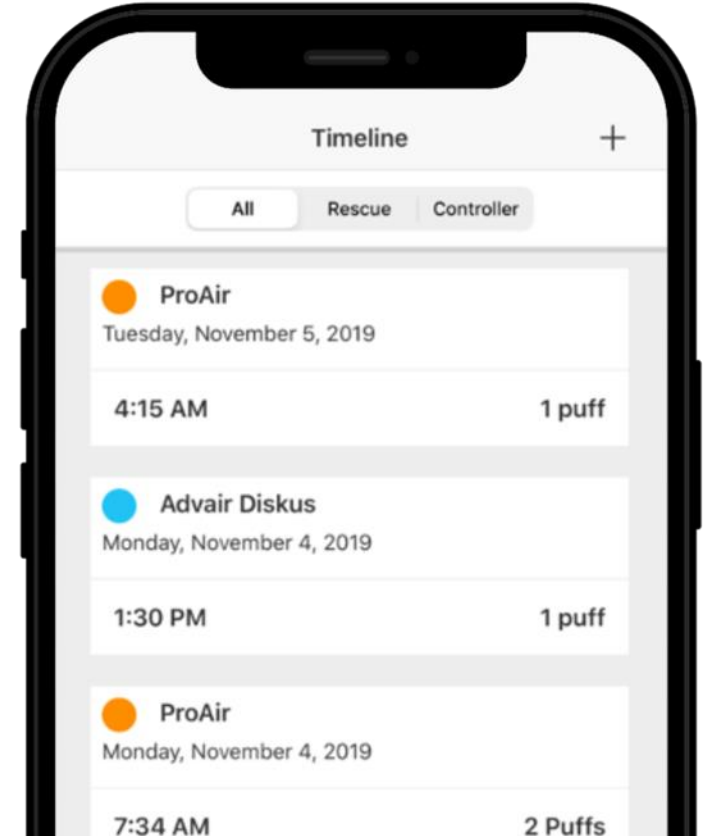 Timeline +
All Rescue Controller
ProAir
Tuesday, November 5, 2019
4:15 AM 1 puff
Advair Diskus
Monday, November 4, 2019
1:30 PM 1 puff
ProAir
Monday, November 4, 2019
7:34 AM 2 Puffs